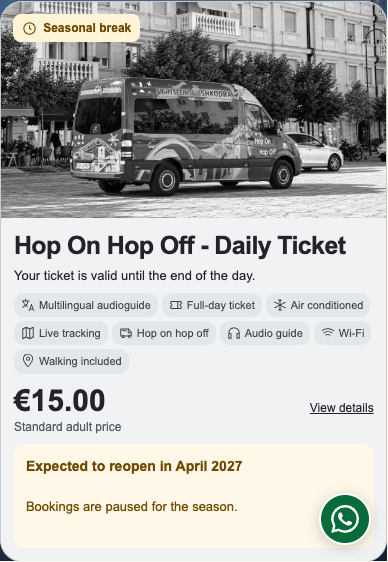 Seasonal break
SIGHTSEEING SHKODRA
Hop On
Hop Off
Hop On Hop Off - Daily Ticket
Your ticket is valid until the end of the day.
Multilingual audioguide
Full-day ticket
Air conditioned
Live tracking
Hop on hop off
Audio guide
Wi-Fi
Walking included
€15.00
View details
Standard adult price
Expected to reopen in April 2027
Bookings are paused for the season.